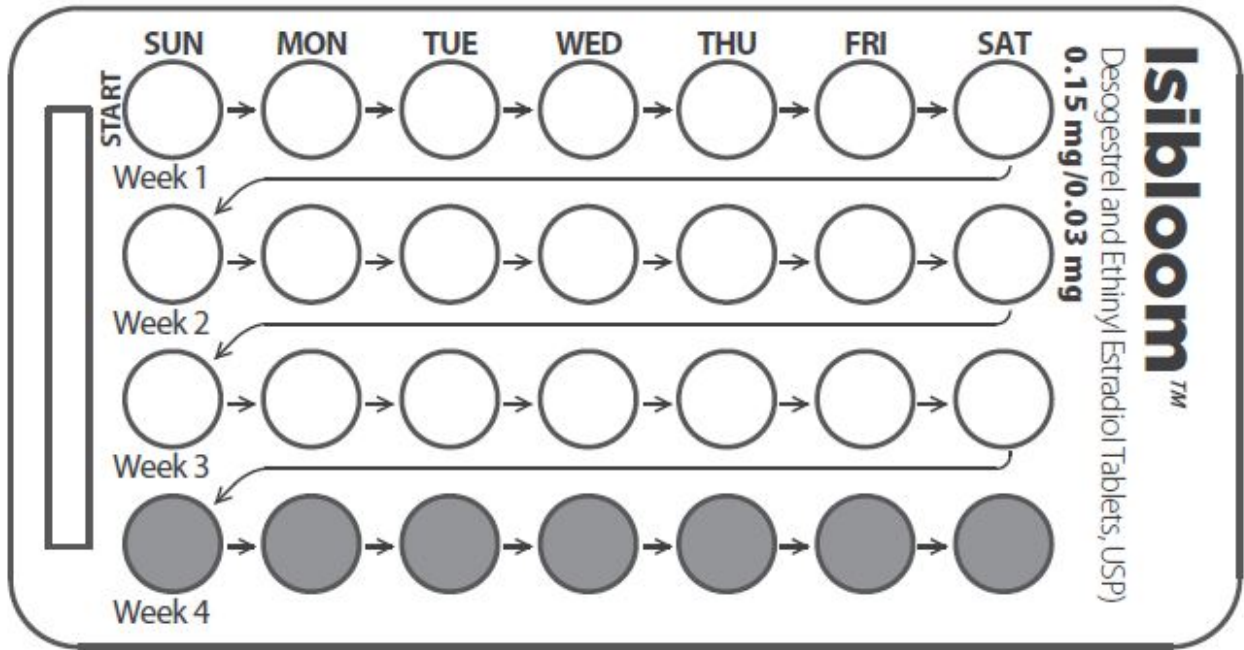 SUN MON TUE WED THU FRI SAT
START
Week 1
Week 2
Week 3
Week 4
Isibloom™
Desogestrel and Ethinyl Estradiol Tablets, USP)
0.15 mg/0.03 mg